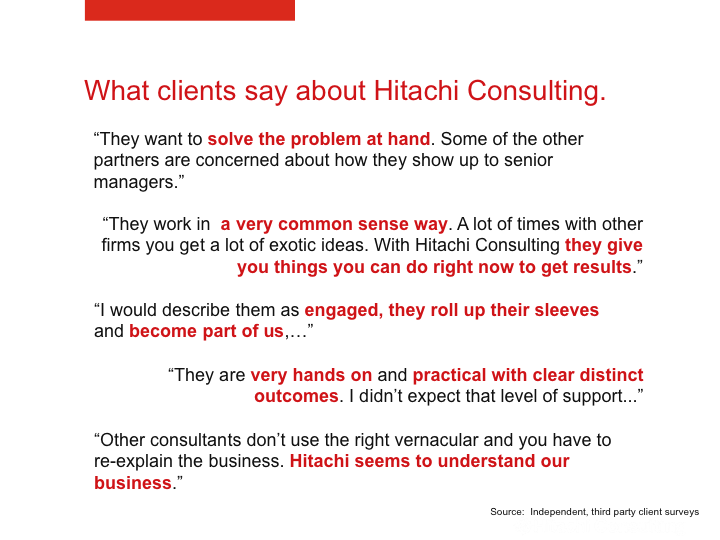 What clients say about Hitachi Consulting.
“They want to solve the problem at hand. Some of the other
partners are concerned about how they show up to senior
managers.”
“They work in  a very common sense way. A lot of times with other
firms you get a lot of exotic ideas. With Hitachi Consulting they give
you things you can do right now to get results.”
“I would describe them as engaged, they roll up their sleeves
and become part of us,…”
“They are very hands on and practical with clear distinct
outcomes. I didn’t expect that level of support...”
“Other consultants don’t use the right vernacular and you have to
re-explain the business. Hitachi seems to understand our
business.”
Source:  Independent, third party client surveys